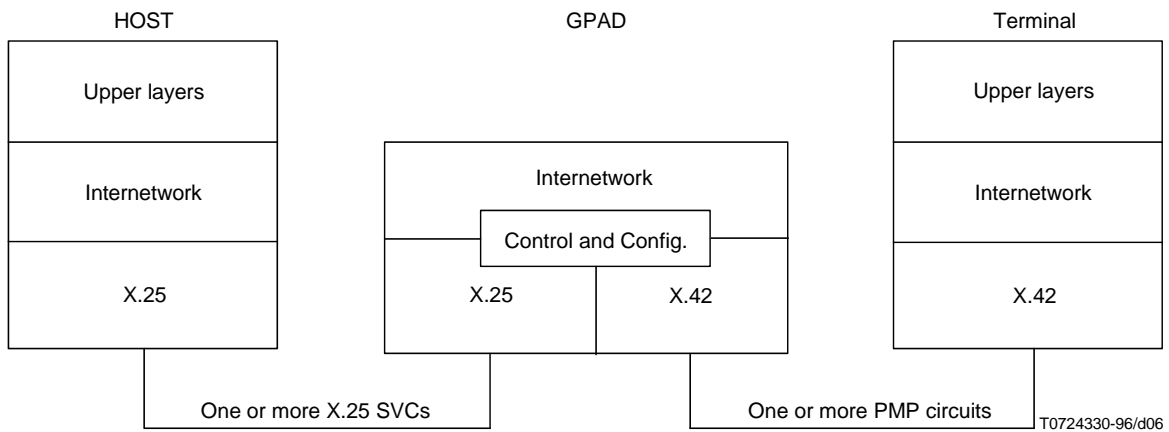 HOST
GPAD
Terminal
Upper layers
Upper layers
Internetwork
Internetwork
Internetwork
Control and Config.
X.25
X.25
X.42
X.42
One or more X.25 SVCs
One or more PMP circuits
T0724330-96/d06